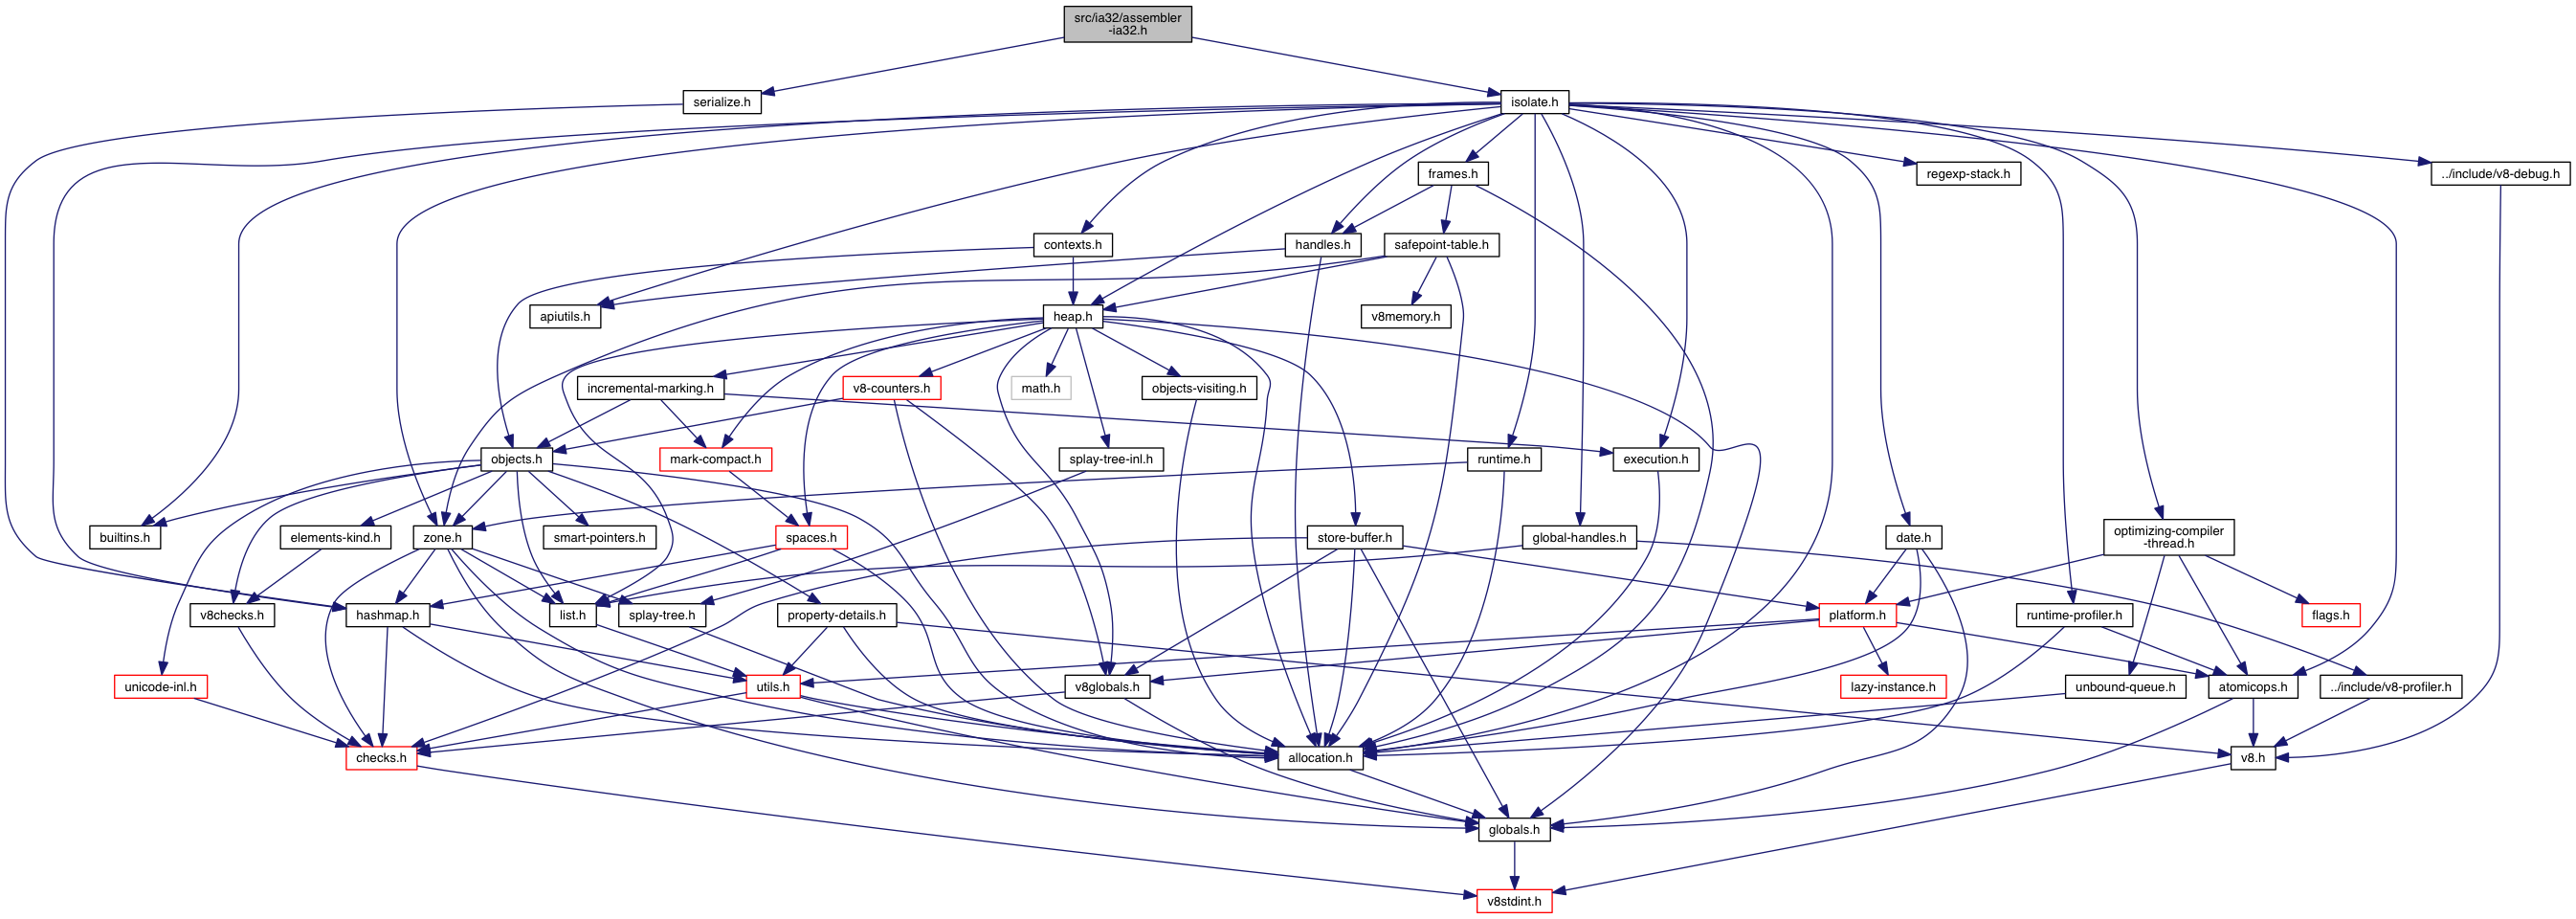 src/ia32/assembler
-ia32.h
serialize.h
isolate.h
frames.h
regexp-stack.h
../include/v8-debug.h
contexts.h
handles.h
safepoint-table.h
apiutils.h
heap.h
v8memory.h
incremental-marking.h
v8-counters.h
math.h
objects-visiting.h
objects.h
mark-compact.h
splay-tree-inl.h
runtime.h
execution.h
builtins.h
elements-kind.h
zone.h
smart-pointers.h
spaces.h
store-buffer.h
global-handles.h
date.h
optimizing-compiler
-thread.h
v8checks.h
hashmap.h
list.h
splay-tree.h
property-details.h
platform.h
runtime-profiler.h
flags.h
unicode-inl.h
utils.h
v8globals.h
lazy-instance.h
unbound-queue.h
atomicops.h
../include/v8-profiler.h
checks.h
allocation.h
v8.h
globals.h
v8stdint.h